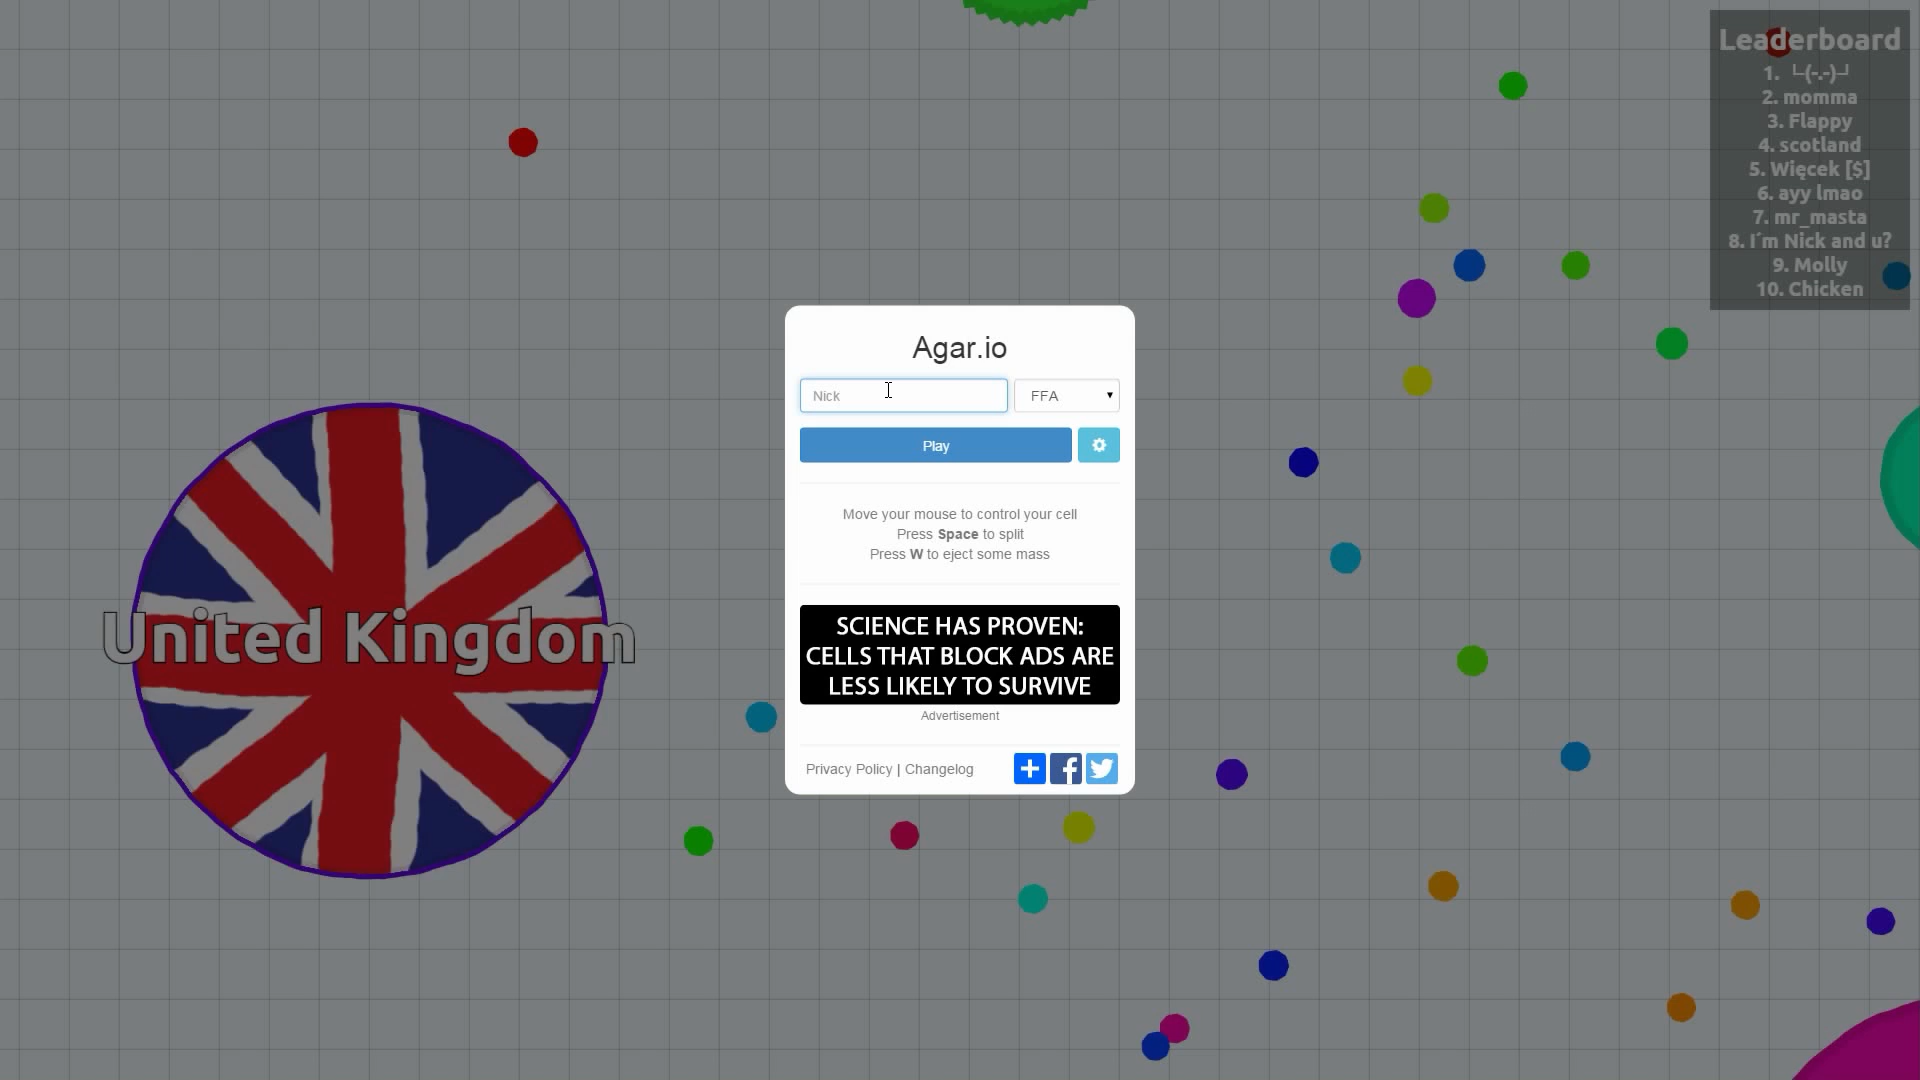 Leaderboard
1. └(-.-)┘
2. momma
3. Flappy
4. scotland
5. Więcek [$]
6. ayy lmao
7. mr_masta
8. I´m Nick and u?
9. Molly
10. Chicken
Agar.io
Nick
FFA
Play
Move your mouse to control your cell
Press Space to split
Press W to eject some mass
United Kingdom
SCIENCE HAS PROVEN:
CELLS THAT BLOCK ADS ARE
LESS LIKELY TO SURVIVE
Advertisement
Privacy Policy | Changelog